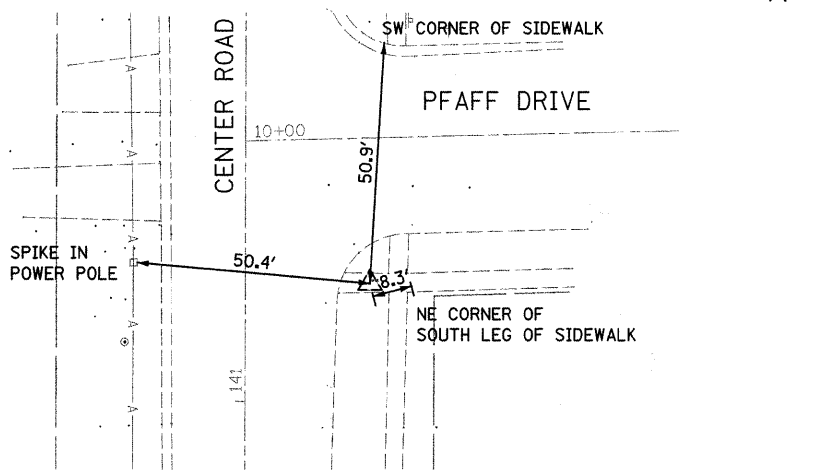 SW CORNER OF SIDEWALK
CENTER ROAD
PFAFF DRIVE
10+00
50.9'
SPIKE IN
POWER POLE
50.4'
8.3'
NE CORNER OF
SOUTH LEG OF SIDEWALK
141
A
A
A
A
A